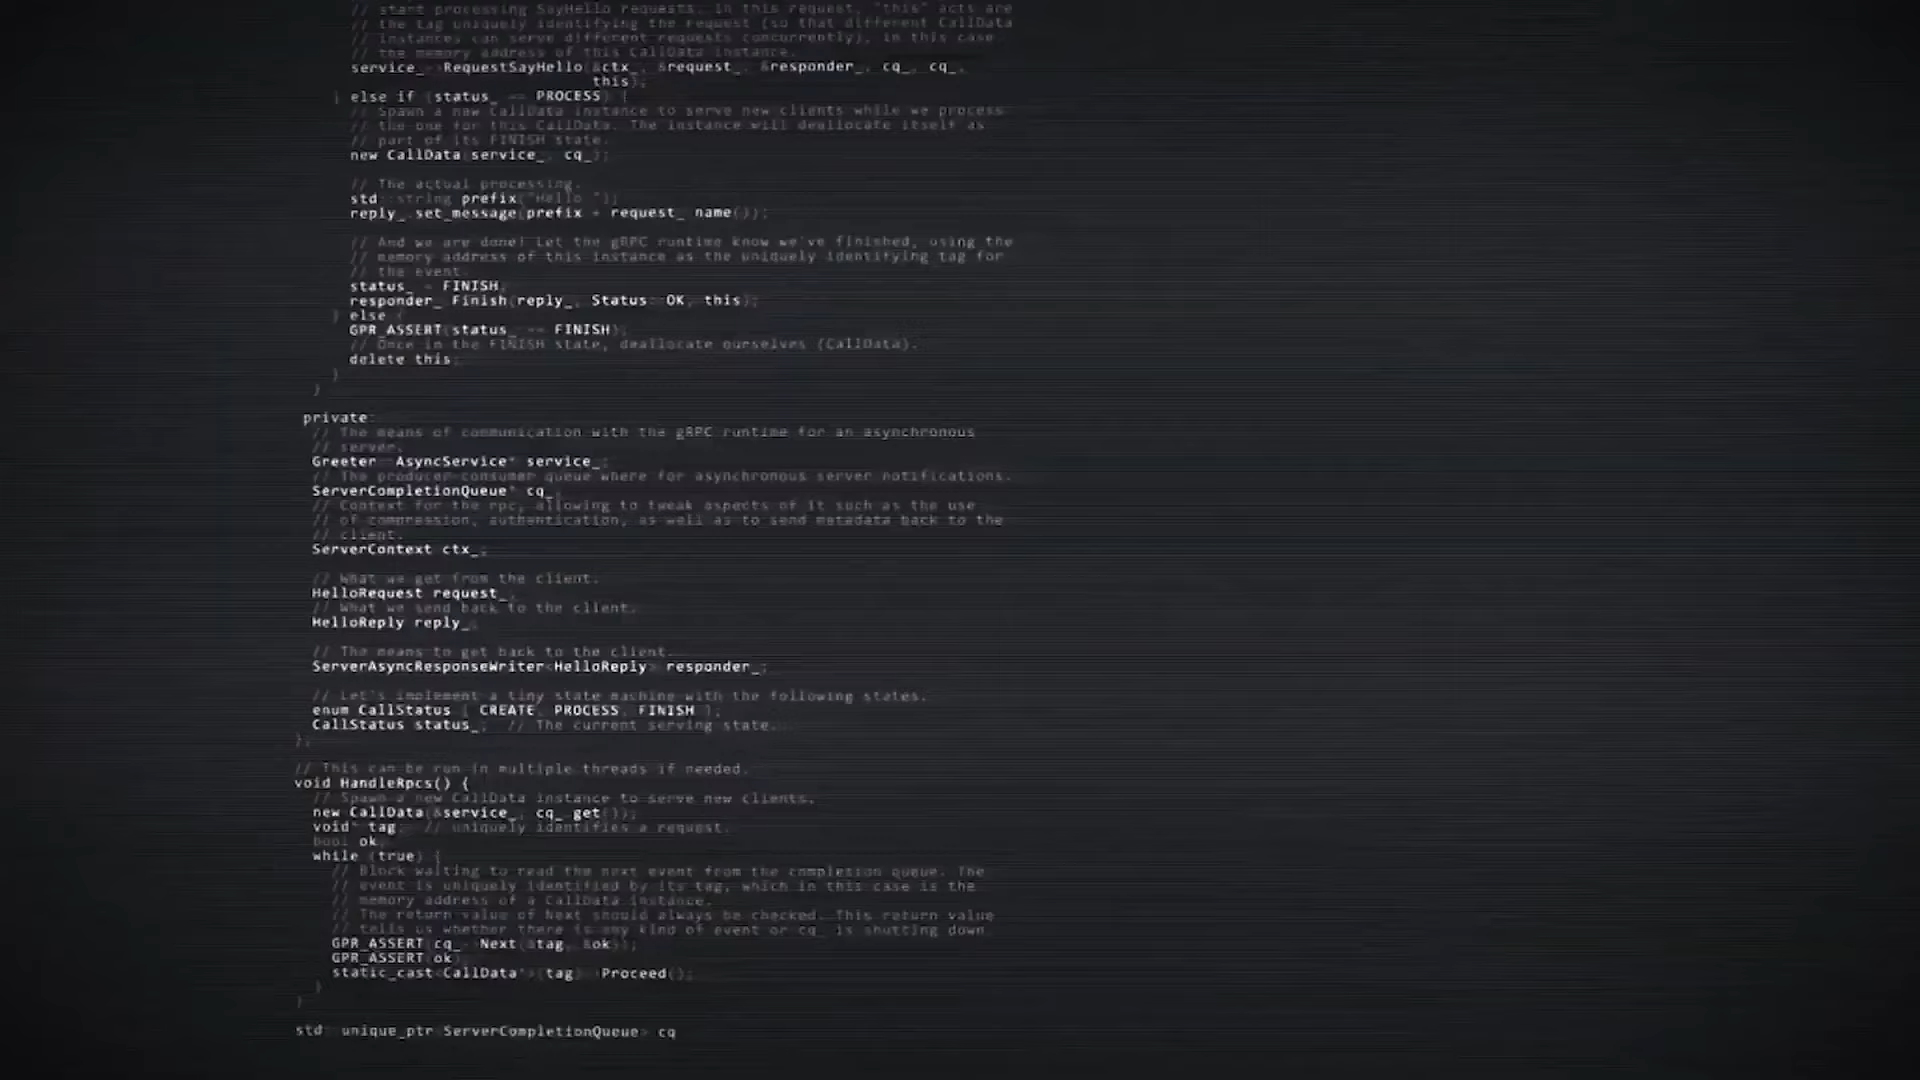 // start processing SayHello requests. In this request, "this" acts are
// the tag uniquely identifying the request (so that different CallData
// instances can serve different requests concurrently), in this case
// the memory address of this CallData instance.
service_->RequestSayHello(&ctx_, &request_, &responder_, cq_, cq_,
this);
} else if (status_ == PROCESS) {
// Spawn a new CallData instance to serve new clients while we process
// the one for this CallData. The instance will deallocate itself as
// part of its FINISH state.
new CallData(service_, cq_);
// The actual processing.
std::string prefix("Hello ");
reply_.set_message(prefix + request_.name());
// And we are done! Let the gRPC runtime know we've finished, using the
// memory address of this instance as the uniquely identifying tag for
// the event.
status_ = FINISH;
responder_.Finish(reply_, Status::OK, this);
} else {
GPR_ASSERT(status_ == FINISH);
// Once in the FINISH state, deallocate ourselves (CallData).
delete this;
}
}
private:
// The means of communication with the gRPC runtime for an asynchronous
// server.
Greeter::AsyncService* service_;
// The producer-consumer queue where for asynchronous server notifications.
ServerCompletionQueue* cq_;
// Context for the rpc, allowing to tweak aspects of it such as the use
// of compression, authentication, as well as to send metadata back to the
// client.
ServerContext ctx_;
// What we get from the client.
HelloRequest request_;
// What we send back to the client.
HelloReply reply_;
// The means to get back to the client.
ServerAsyncResponseWriter<HelloReply> responder_;
// Let's implement a tiny state machine with the following states.
enum CallStatus { CREATE, PROCESS, FINISH };
CallStatus status_; // The current serving state.
};
// This can be run in multiple threads if needed.
void HandleRpcs() {
// Spawn a new CallData instance to serve new clients.
new CallData(&service_, cq_.get());
void* tag; // uniquely identifies a request.
bool ok;
while (true) {
// Block waiting to read the next event from the completion queue. The
// event is uniquely identified by its tag, which in this case is the
// memory address of a CallData instance.
// The return value of Next should always be checked. This return value
// tells us whether there is any kind of event or cq_ is shutting down.
GPR_ASSERT(cq_->Next(&tag, &ok));
GPR_ASSERT(ok);
static_cast<CallData*>(tag)->Proceed();
}
}
std::unique_ptr<ServerCompletionQueue> cq